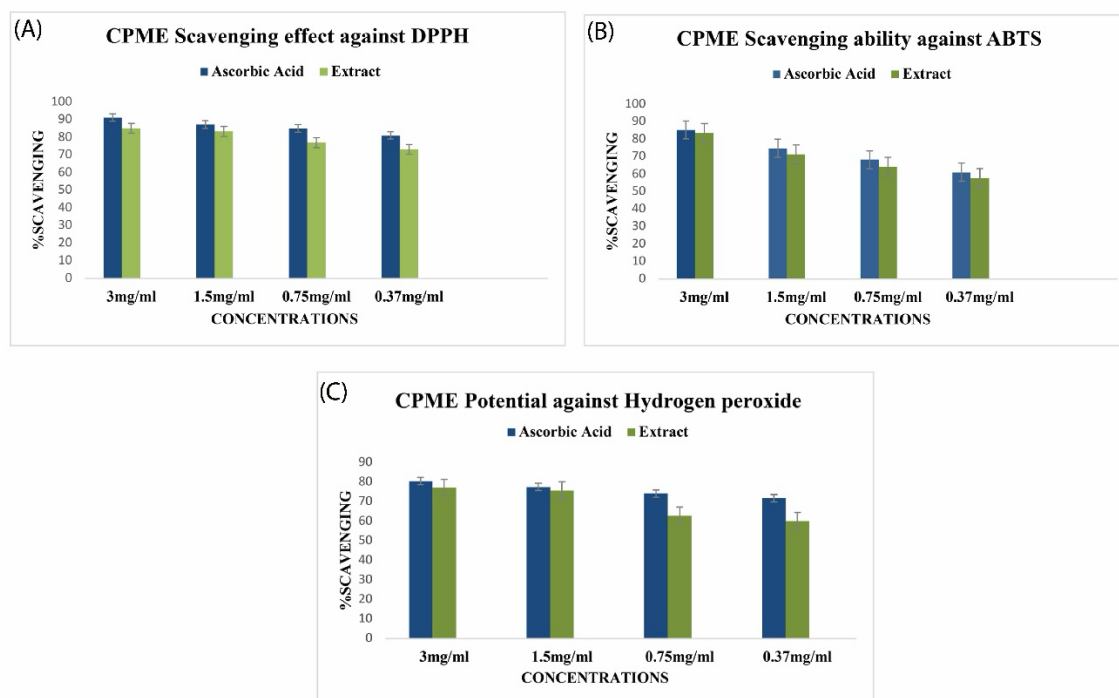 (A)
CPME Scavenging effect against DPPH
Ascorbic Acid Extract
%SCAVENGING
100
90
80
70
60
50
40
30
20
10
0
3mg/ml 1.5mg/ml 0.75mg/ml 0.37mg/ml
CONCENTRATIONS
(B)
CPME Scavenging ability against ABTS
Ascorbic Acid Extract
%SCAVENGING
100
90
80
70
60
50
40
30
20
10
0
3mg/ml 1.5mg/ml 0.75mg/ml 0.37mg/ml
CONCENTRATIONS
(C)
CPME Potential against Hydrogen peroxide
Ascorbic Acid Extract
%SCAVENGING
90
80
70
60
50
40
30
20
10
0
3mg/ml 1.5mg/ml 0.75mg/ml 0.37mg/ml
CONCENTRATIONS